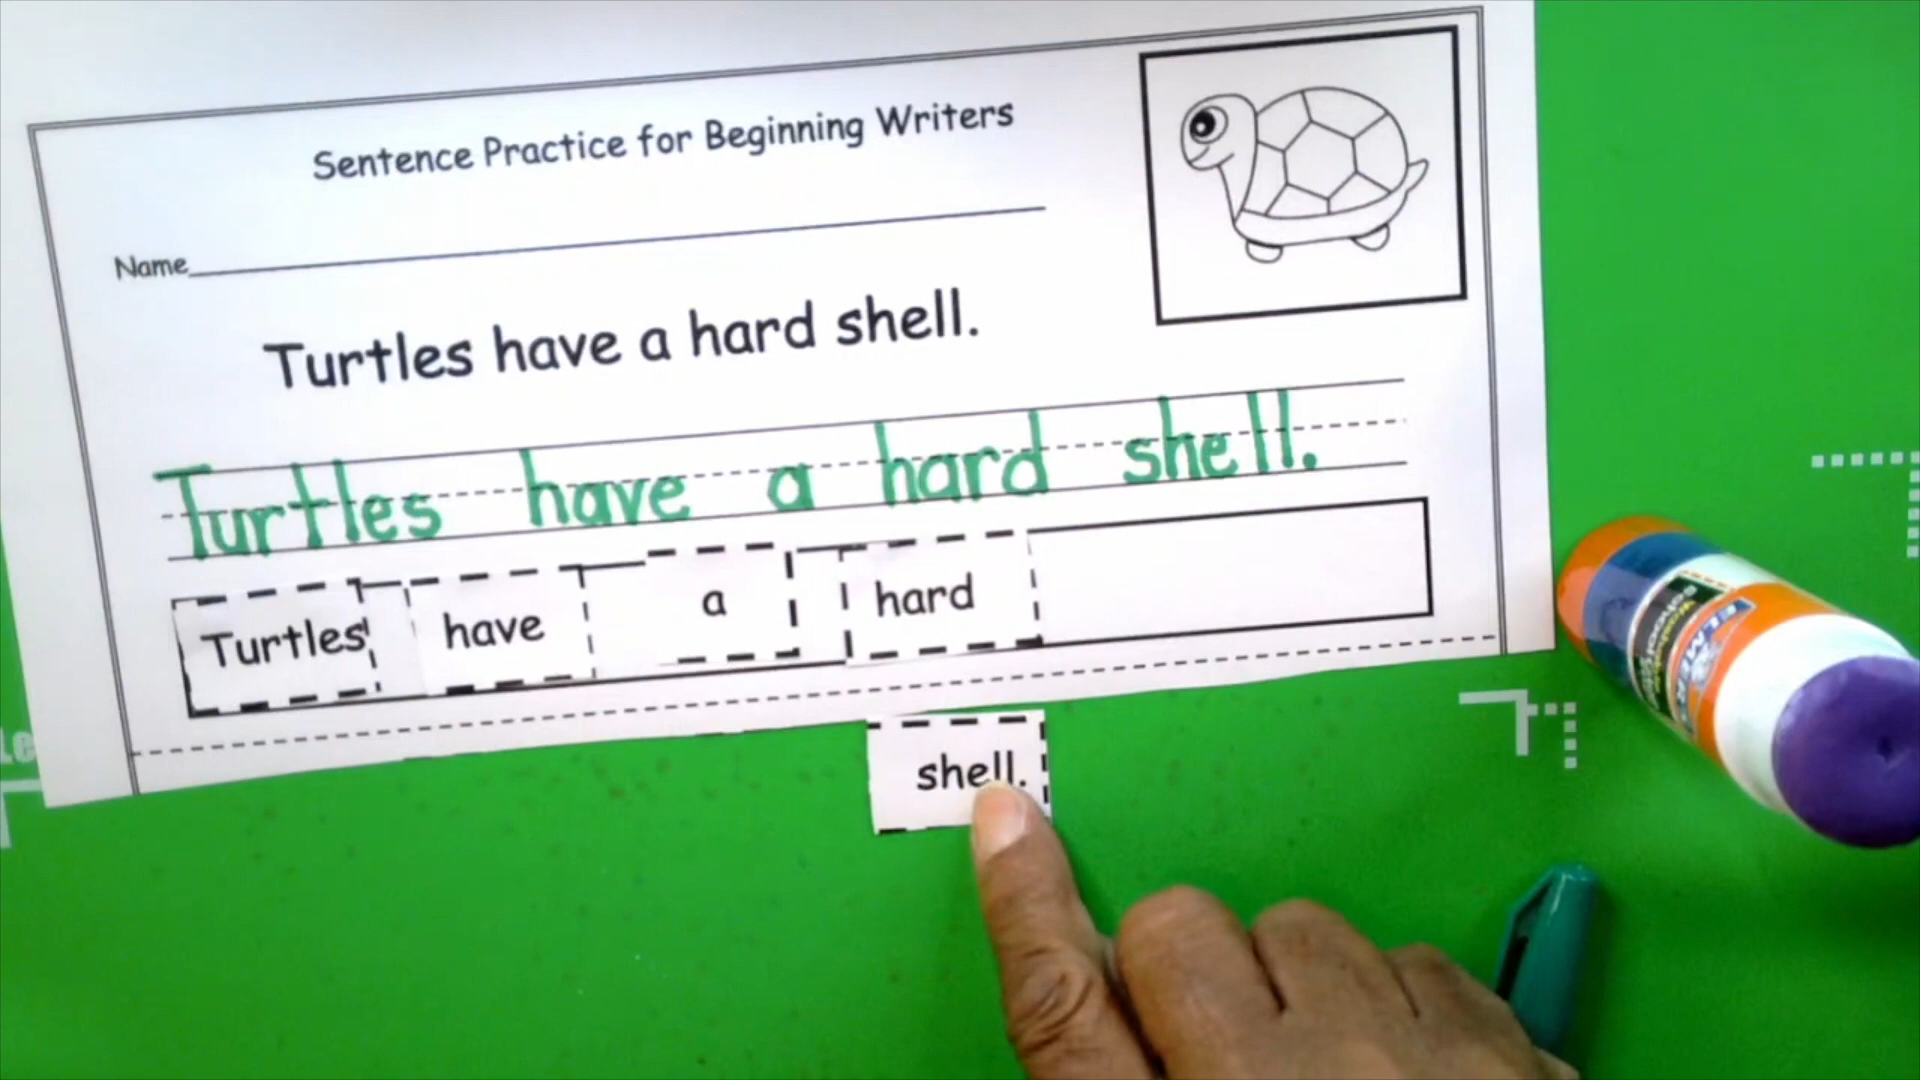 Sentence Practice for Beginning Writers
Name
Turtles have a hard shell.
Turtles have a hard shell.
Turtles have a hard
shell.